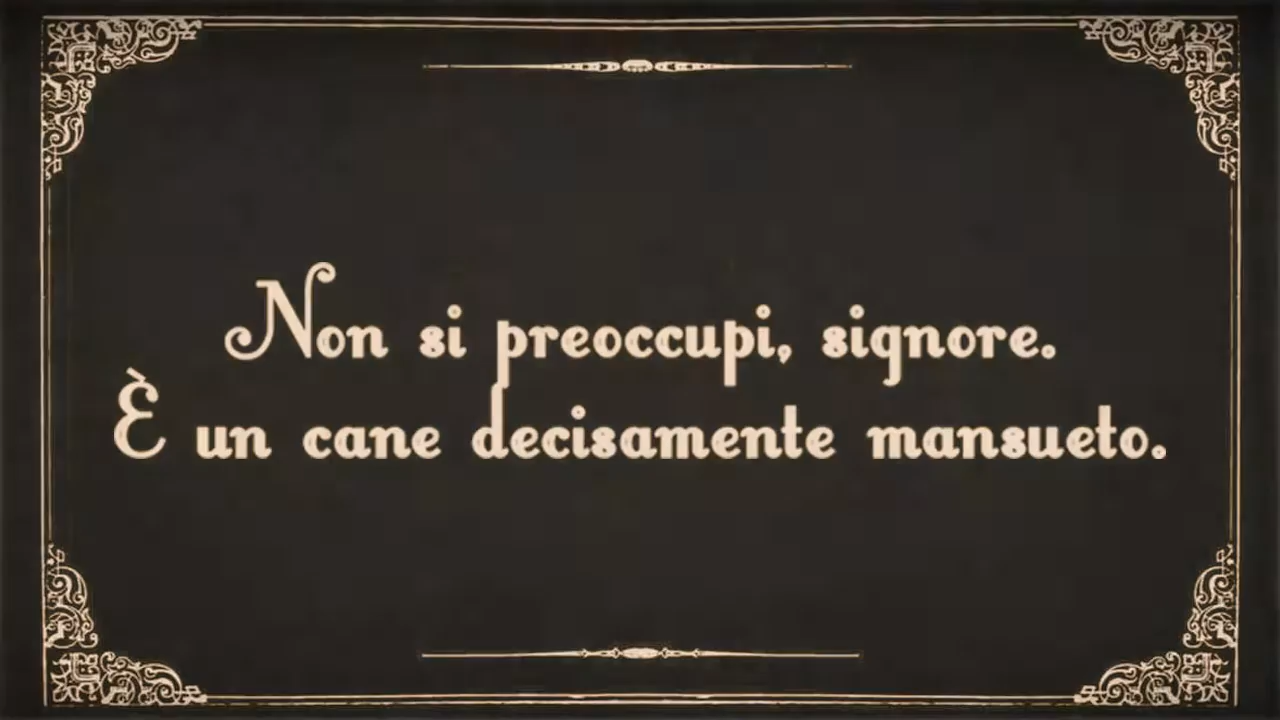 Non si preoccupi, signore.
È un cane decisamente mansueto.